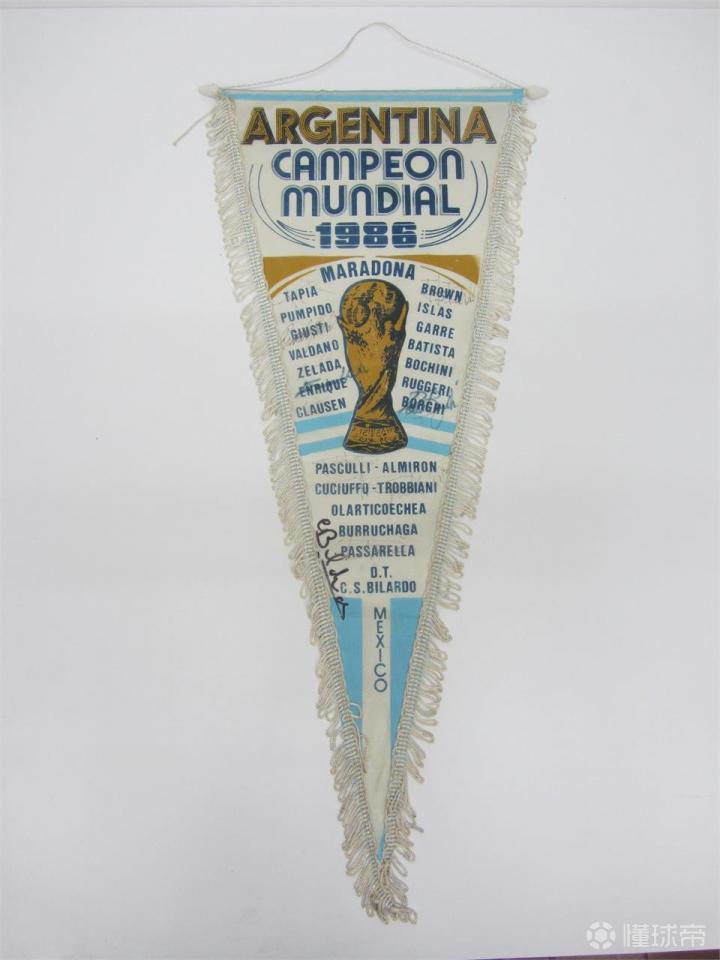 ARGENTINA
CAMPEON
MUNDIAL
1986
MARADONA
TAPIA
PUMPIDO
GIUSTI
VALDANO
ZELADA
ENRIQUE
CLAUSEN
BROWN
ISLAS
GARRE
BATISTA
BOCHINI
RUGGERI
BORGHI
PASCULLI - ALMIRON
CUCIUFFO - TROBBIANI
OLARTICOECHEA
BURRUCHAGA
PASSARELLA
D.T.
C.S. BILARDO
MEXICO
懂球帝